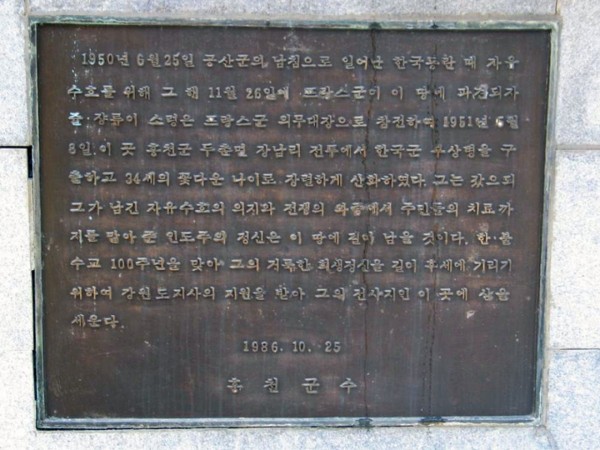 1950년 6월 25일 공산군의 남침으로 일어난 한국동란 때 자유
수호를 위해 그 해 11월 26일에 프랑스군이 이 땅에 파견되자
쥴·쟝루이 소령은 프랑스군 의무대장으로 참전하여 1951년 5월
8일, 이 곳 홍천군 두촌면 장남리 전투에서 한국군 부상병을 구
출하고 34세의 꽃다운 나이로 장렬하게 산화하였다. 그는 갔으되
그가 남긴 자유수호의 의지와 전쟁의 와중에서 주민들의 치료까
지를 맡아 준 인도주의 정신은 이 땅에 길이 남을 것이다. 한·불
수교 100주년을 맞아 그의 거룩한 희생정신을 길이 후세에 기리기
위하여 강원도지사의 지원을 받아 그의 전사지인 이 곳에 상을
세운다.
1986. 10. 25
홍천군수